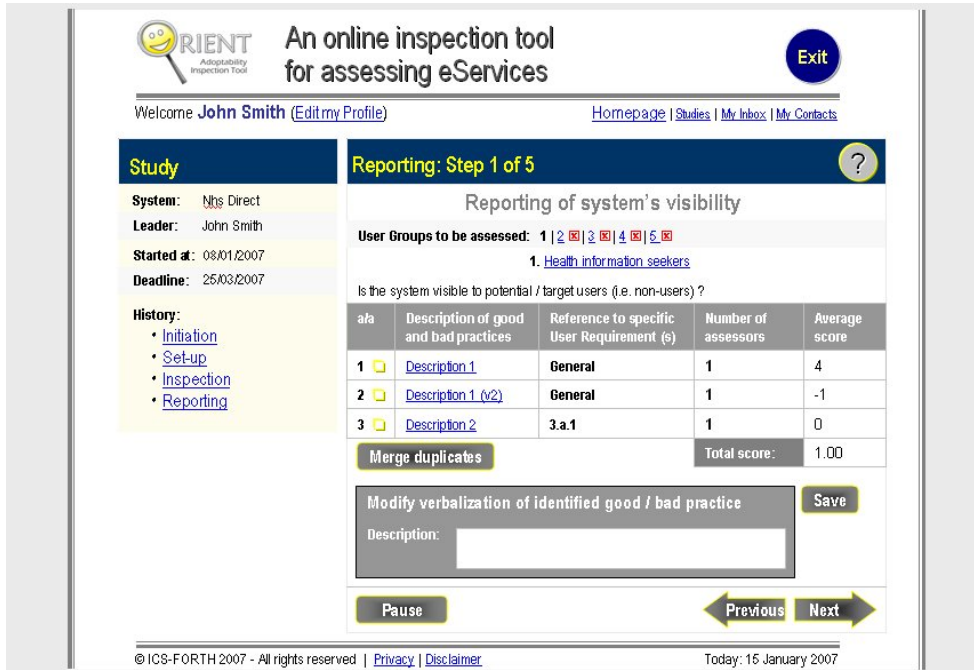 ORIENT
Adoptability
Inspection Tool
An online inspection tool
for assessing eServices
Exit
Welcome John Smith (Edit my Profile)
Homepage | Studies | My Inbox | My Contacts
Study
System: Nhs Direct
Leader: John Smith
Started at: 08/01/2007
Deadline: 25/03/2007
History:
• Initiation
• Set-up
• Inspection
• Reporting
Reporting: Step 1 of 5
?
Reporting of system's visibility
User Groups to be assessed: 1 | 2 x | 3 x | 4 x | 5 x
1. Health information seekers
Is the system visible to potential / target users (i.e. non-users) ?
a/a Description of good and bad practices Reference to specific User Requirement (s) Number of assessors Average score
1 Description 1 General 1 4
2 Description 1 (v2) General 1 -1
3 Description 2 3.a.1 1 0
Merge duplicates
Total score: 1.00
Modify verbalization of identified good / bad practice
Description:
Save
Pause
Previous
Next
© ICS-FORTH 2007 - All rights reserved | Privacy | Disclaimer
Today: 15 January 2007